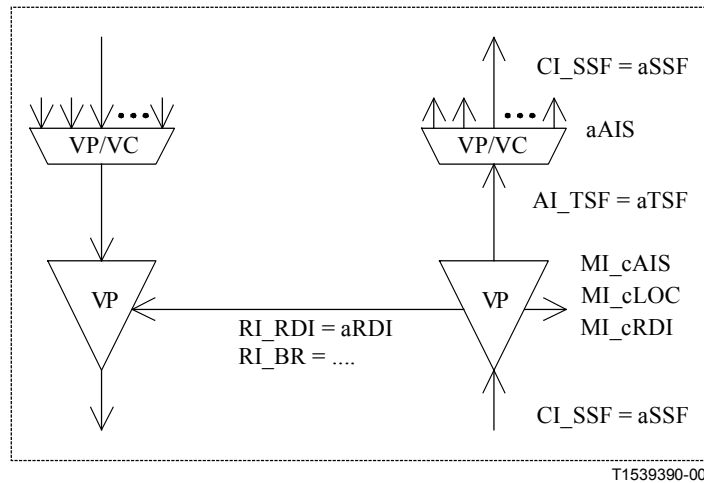 CI_SSF = aSSF
VP/VC
VP/VC
aAIS
AI_TSF = aTSF
VP
VP
MI_cAIS
MI_cLOC
MI_cRDI
RI_RDI = aRDI
RI_BR = ....
CI_SSF = aSSF
T1539390-00